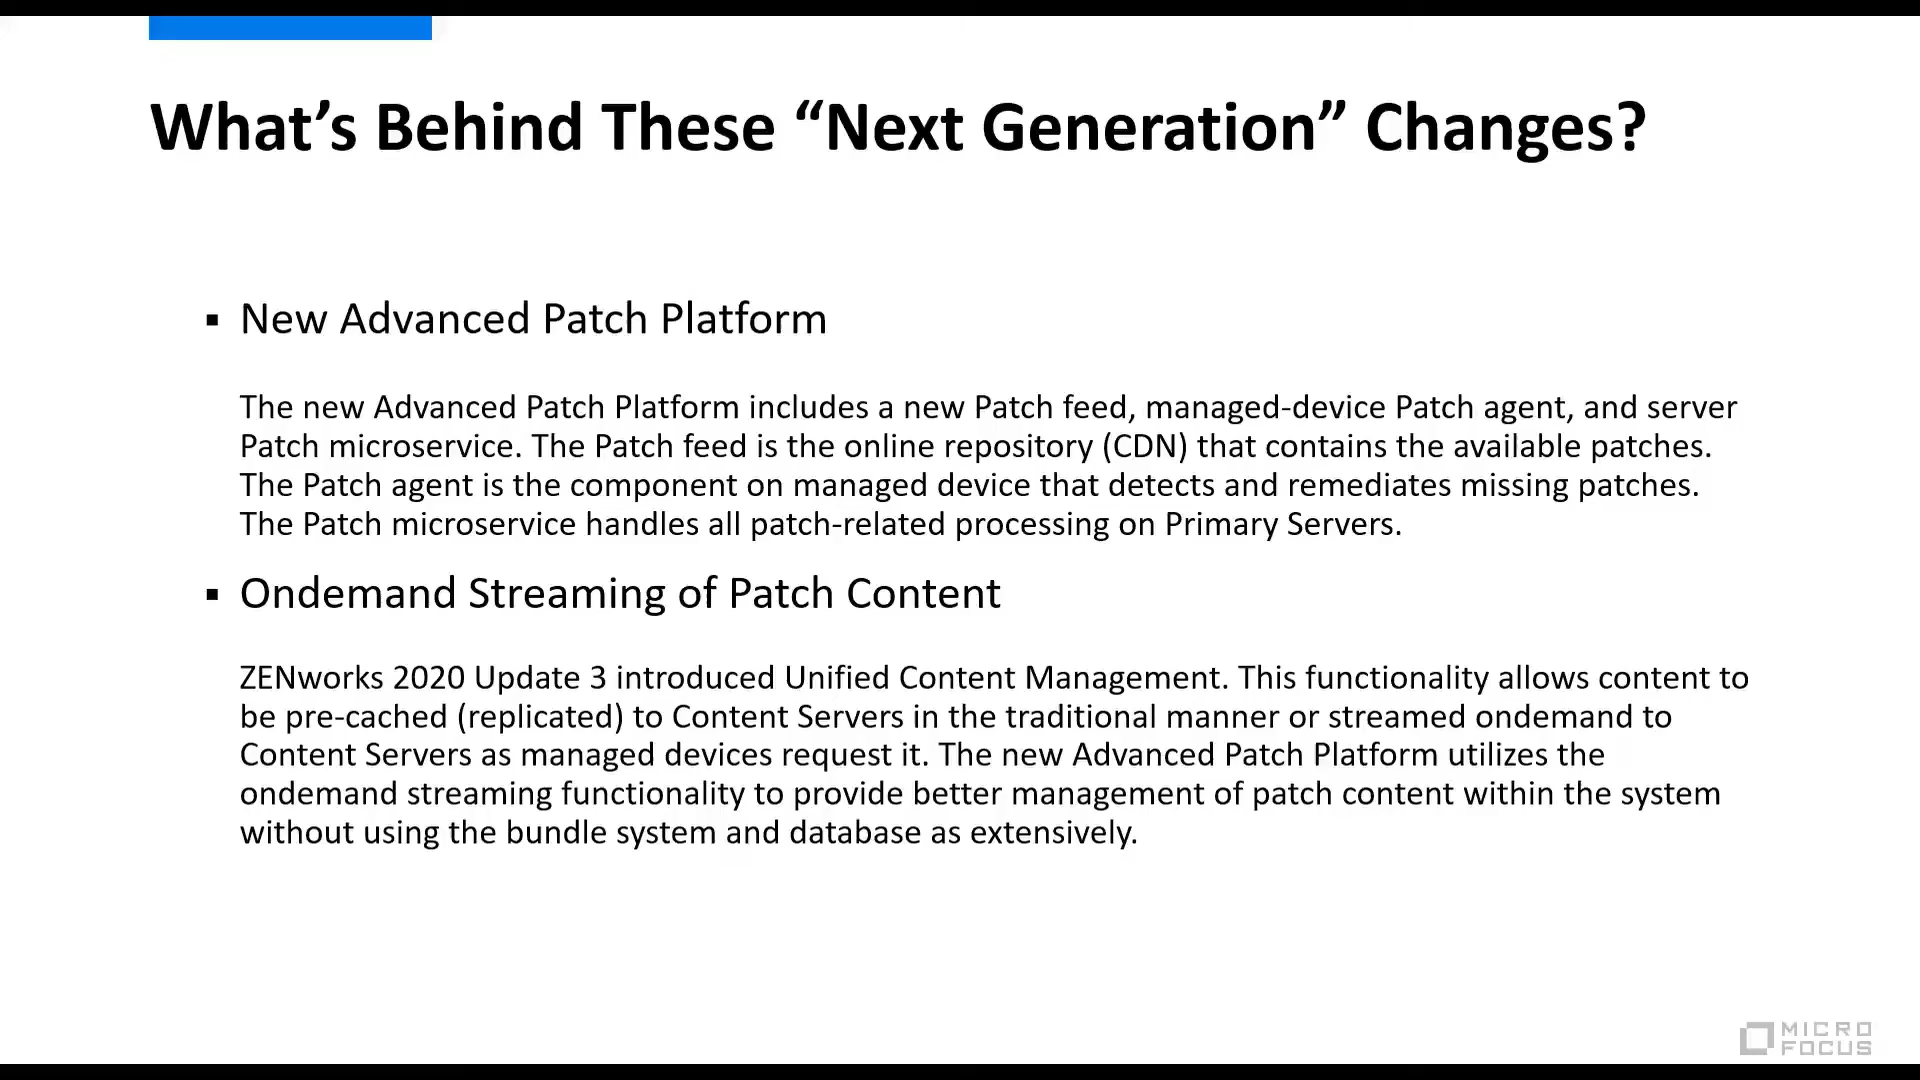 What’s Behind These “Next Generation” Changes?
▪ New Advanced Patch Platform
The new Advanced Patch Platform includes a new Patch feed, managed-device Patch agent, and server
Patch microservice. The Patch feed is the online repository (CDN) that contains the available patches.
The Patch agent is the component on managed device that detects and remediates missing patches.
The Patch microservice handles all patch-related processing on Primary Servers.
▪ Ondemand Streaming of Patch Content
ZENworks 2020 Update 3 introduced Unified Content Management. This functionality allows content to
be pre-cached (replicated) to Content Servers in the traditional manner or streamed ondemand to
Content Servers as managed devices request it. The new Advanced Patch Platform utilizes the
ondemand streaming functionality to provide better management of patch content within the system
without using the bundle system and database as extensively.
MICRO
FOCUS